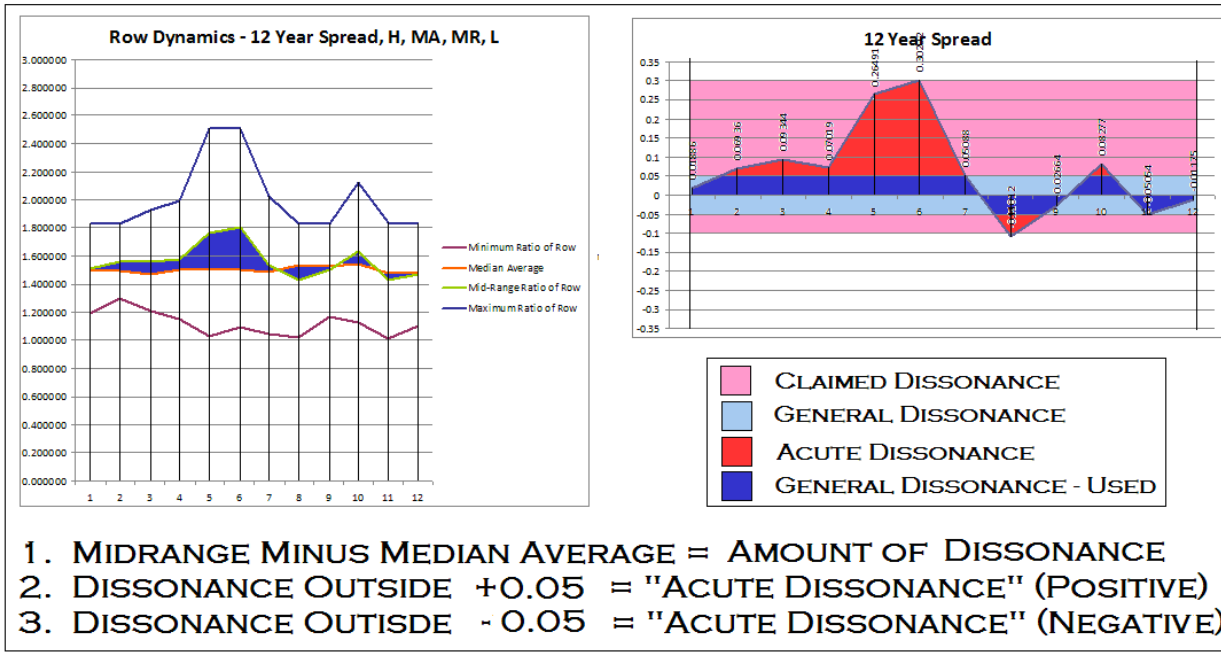 Row Dynamics - 12 Year Spread, H, MA, MR, L
3.000000
2.800000
2.600000
2.400000
2.200000
2.000000
1.800000
1.600000
1.400000
1.200000
1.000000
0.800000
0.600000
0.400000
0.200000
0.000000
1 2 3 4 5 6 7 8 9 10 11 12
Minimum Ratio of Row
Median Average
Mid-Range Ratio of Row
Maximum Ratio of Row
12 Year Spread
0.3
0.25
0.2
0.15
0.1
0.05
0
-0.05
-0.1
-0.15
-0.2
-0.25
-0.3
-0.35
0.01886
0.06936
0.09344
0.07019
0.26491
0.05088
0.08277
1 2 3 4 5 6 7 8 9 10 11 12
CLAIMED DISSONANCE
GENERAL DISSONANCE
ACUTE DISSONANCE
GENERAL DISSONANCE - USED
1. MIDRANGE MINUS MEDIAN AVERAGE = AMOUNT OF DISSONANCE
2. DISSONANCE OUTSIDE +0.05 = "ACUTE DISSONANCE" (POSITIVE)
3. DISSONANCE OUTISDE - 0.05 = "ACUTE DISSONANCE" (NEGATIVE)